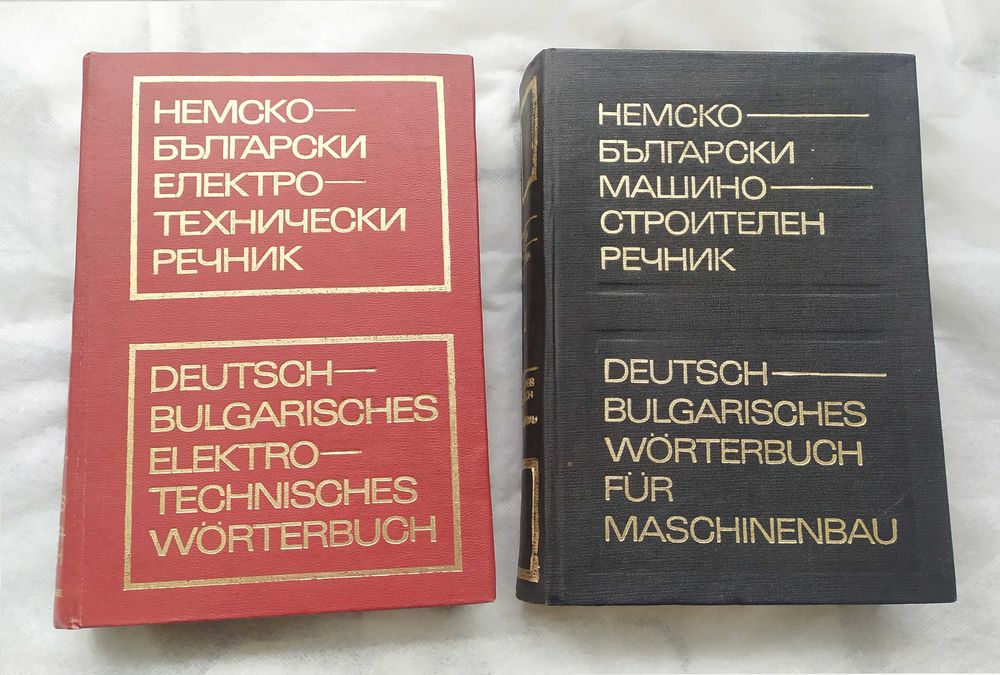 НЕМСКО—
БЪЛГАРСКИ
ЕЛЕКТРО—
ТЕХНИЧЕСКИ
РЕЧНИК
DEUTSCH—
BULGARISCHES
ELEKTRO—
TECHNISCHES
WÖRTERBUCH
НЕМСКО—
БЪЛГАРСКИ
МАШИНО—
СТРОИТЕЛЕН
РЕЧНИК
DEUTSCH—
BULGARISCHES
WÖRTERBUCH
FÜR
MASCHINENBAU